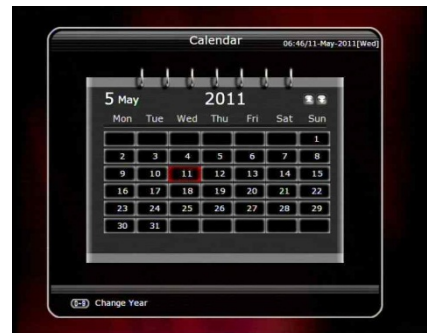 Calendar 06:46/11-May-2011[Wed]
5 May 2011
Mon Tue Wed Thu Fri Sat Sun
1
2 3 4 5 6 7 8
9 10 11 12 13 14 15
16 17 18 19 20 21 22
23 24 25 26 27 28 29
30 31
Change Year